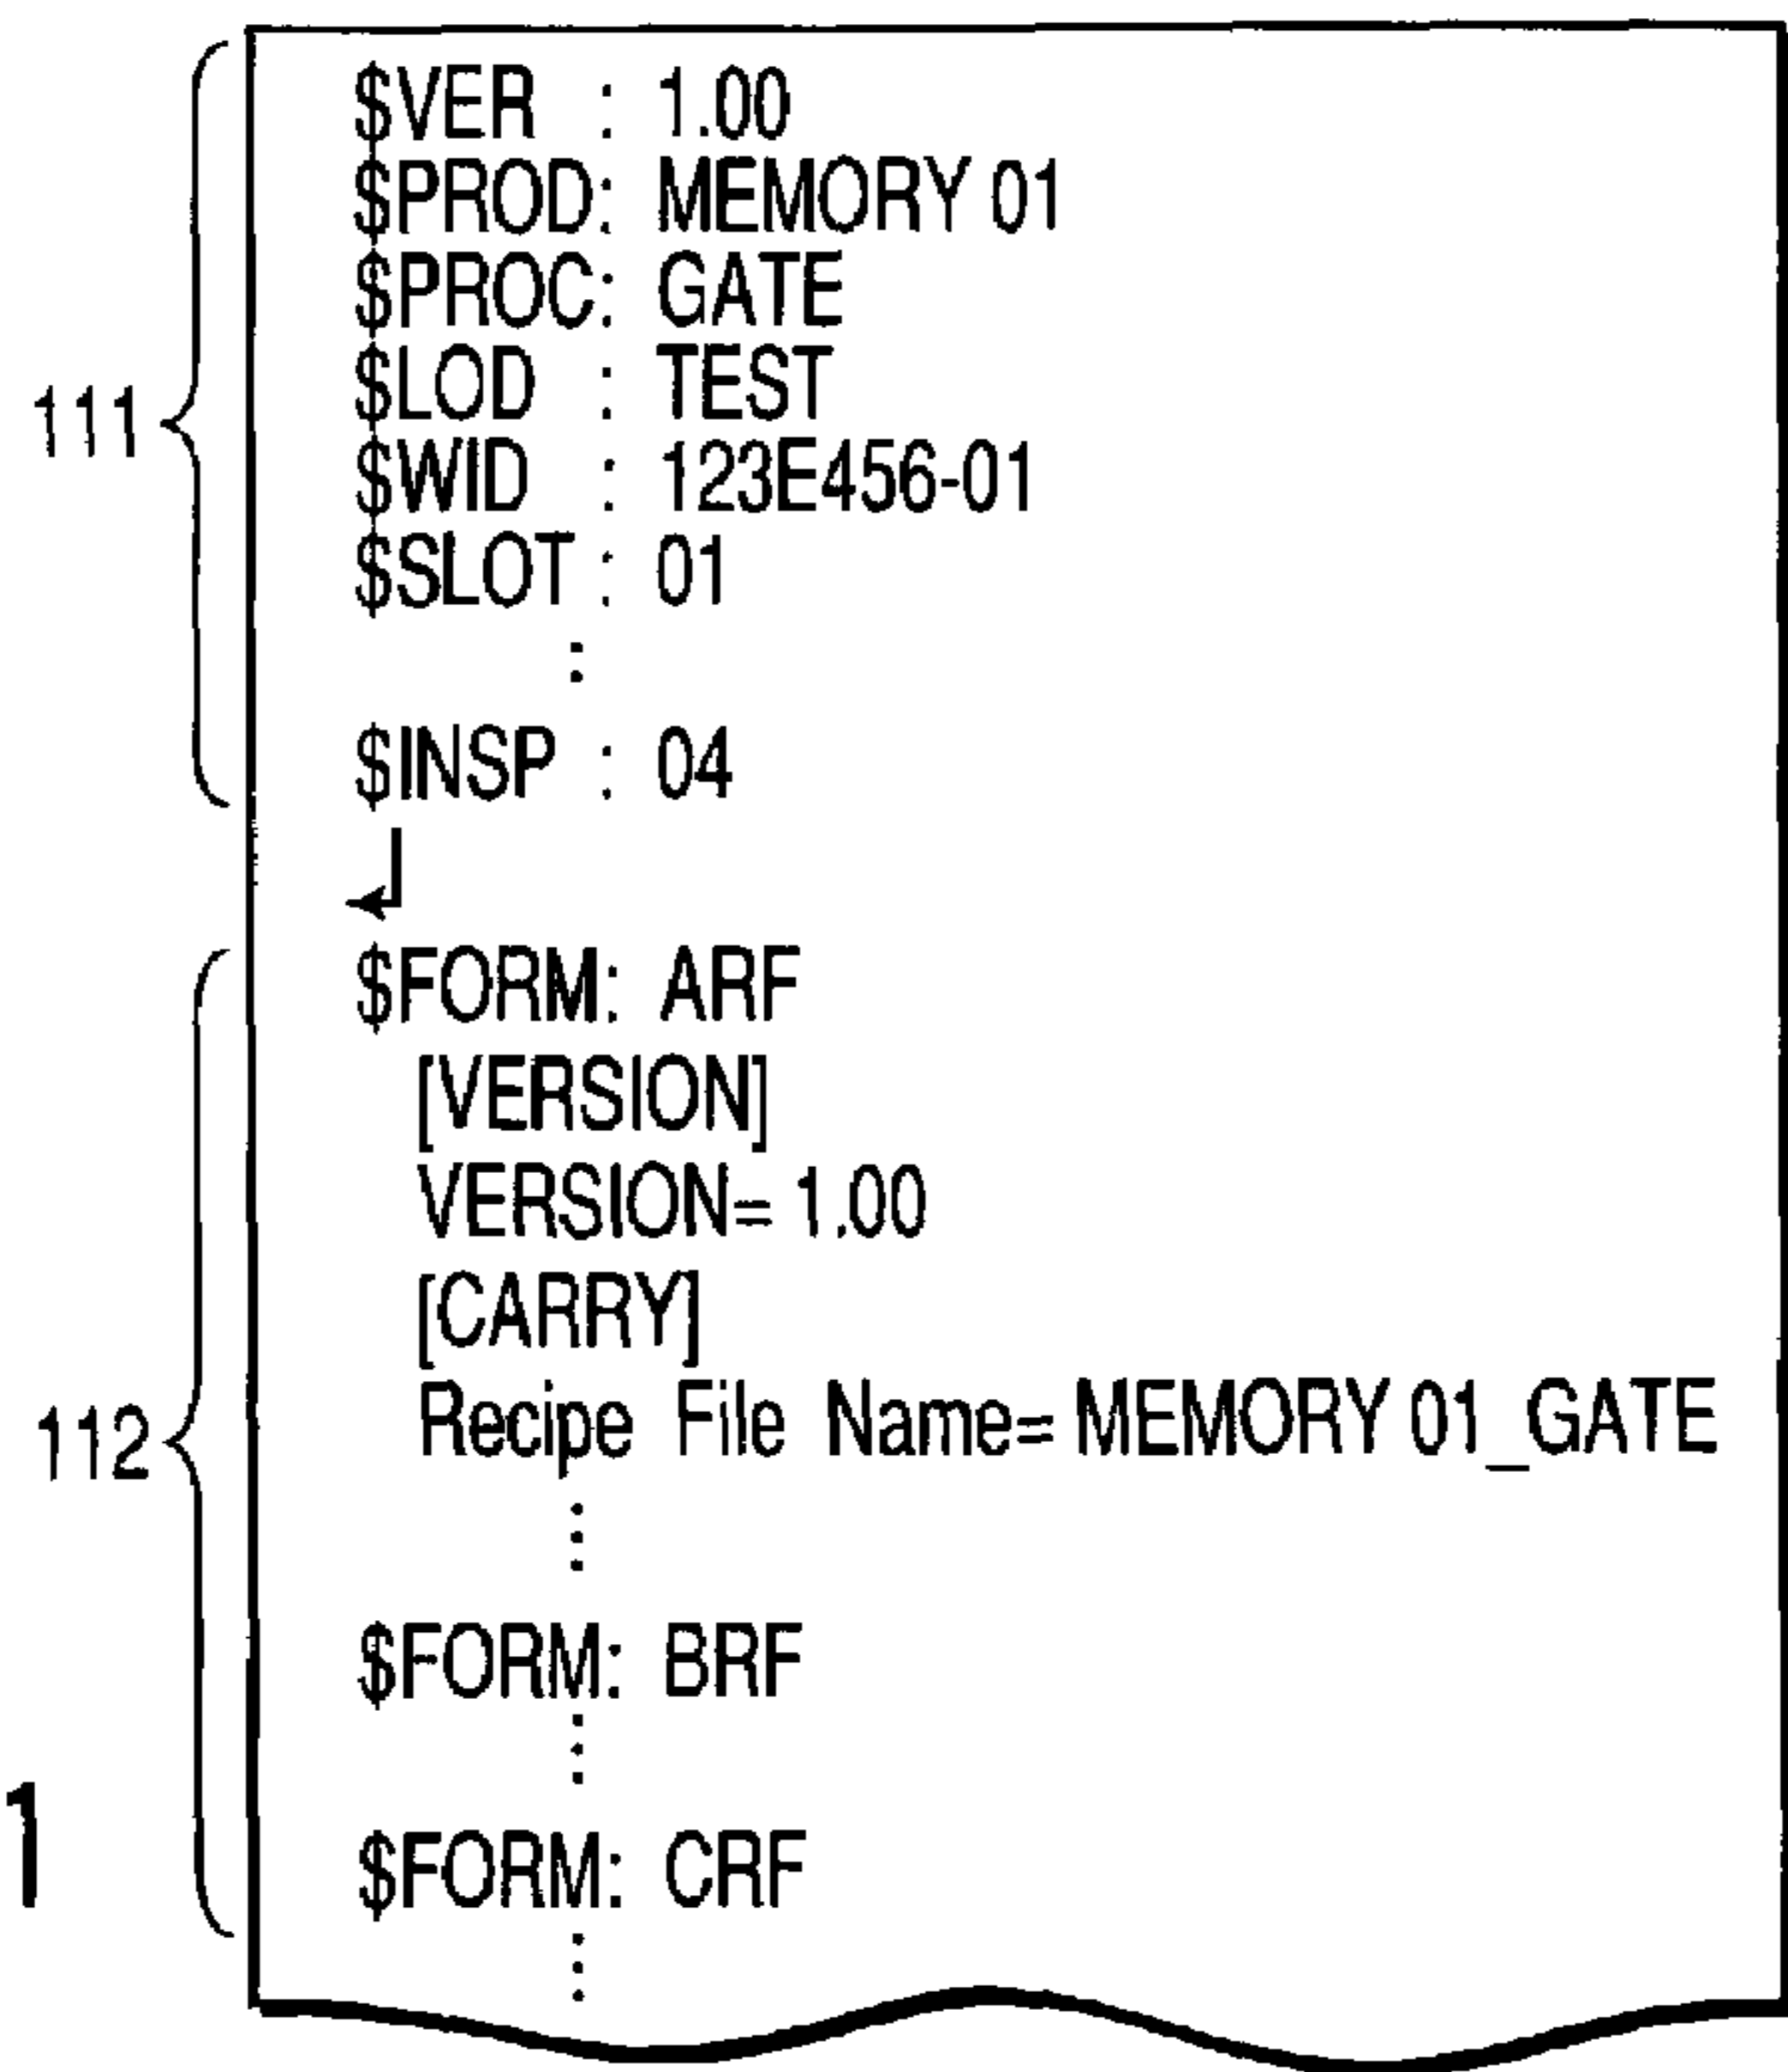 $VER : 1.00
$PROD: MEMORY 01
$PROC: GATE
$LOD : TEST
111
$WID : 123E456-01
$SLOT : 01
:
$INSP : 04
↲
$FORM: ARF
[VERSION]
VERSION= 1.00
[CARRY]
Recipe File Name= MEMORY 01_GATE
112
⋮
$FORM: BRF
⋮
1
$FORM: CRF
⋮